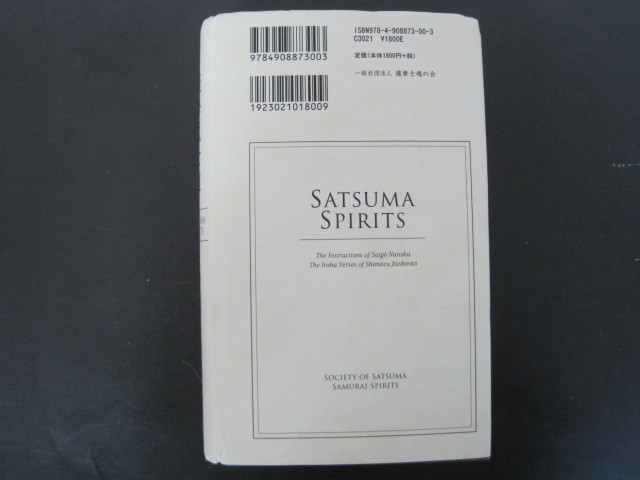 ISBN978-4-908873-00-3
C3021 ¥1800E
定価(本体1800円+税)
一般社団法人 薩摩士魂の会
9784908873003
1923021018009
SATSUMA
SPIRITS
The Instructions of Saigō Nanshū
The Iroha Verses of Shimazu Jisshinkō
SOCIETY OF SATSUMA
SAMURAI SPIRITS